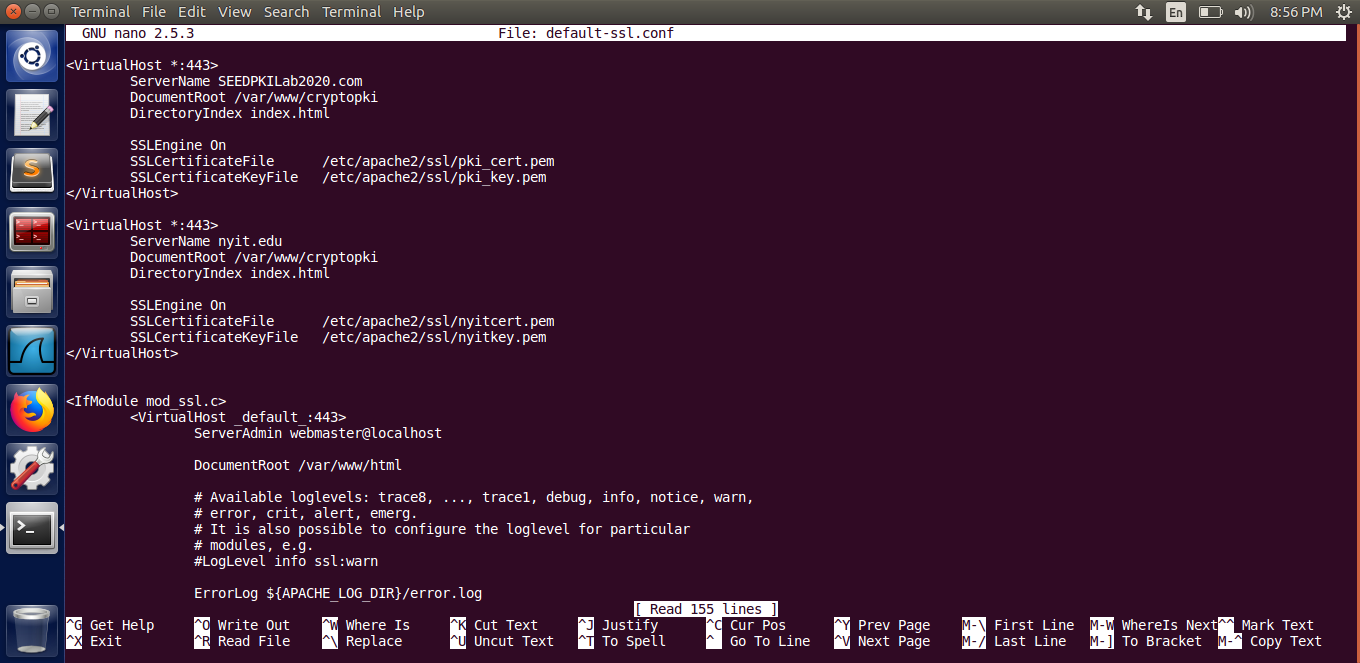 Terminal File Edit View Search Terminal Help En 8:56 PM
GNU nano 2.5.3 File: default-ssl.conf
<VirtualHost *:443>
ServerName SEEDPKILab2020.com
DocumentRoot /var/www/cryptopki
DirectoryIndex index.html
SSLEngine On
SSLCertificateFile /etc/apache2/ssl/pki_cert.pem
SSLCertificateKeyFile /etc/apache2/ssl/pki_key.pem
</VirtualHost>
<VirtualHost *:443>
ServerName nyit.edu
DocumentRoot /var/www/cryptopki
DirectoryIndex index.html
SSLEngine On
SSLCertificateFile /etc/apache2/ssl/nyitcert.pem
SSLCertificateKeyFile /etc/apache2/ssl/nyitkey.pem
</VirtualHost>
<IfModule mod_ssl.c>
<VirtualHost _default_:443>
ServerAdmin webmaster@localhost
DocumentRoot /var/www/html
# Available loglevels: trace8, ..., trace1, debug, info, notice, warn,
# error, crit, alert, emerg.
# It is also possible to configure the loglevel for particular
# modules, e.g.
#LogLevel info ssl:warn
ErrorLog ${APACHE_LOG_DIR}/error.log
[ Read 155 lines ]
^G Get Help ^O Write Out ^W Where Is ^K Cut Text ^J Justify ^C Cur Pos ^Y Prev Page M-\ First Line M-W WhereIs Next ^^ Mark Text
^X Exit ^R Read File ^\ Replace ^U Uncut Text ^T To Spell ^ Go To Line ^V Next Page M-/ Last Line M-] To Bracket M-^ Copy Text